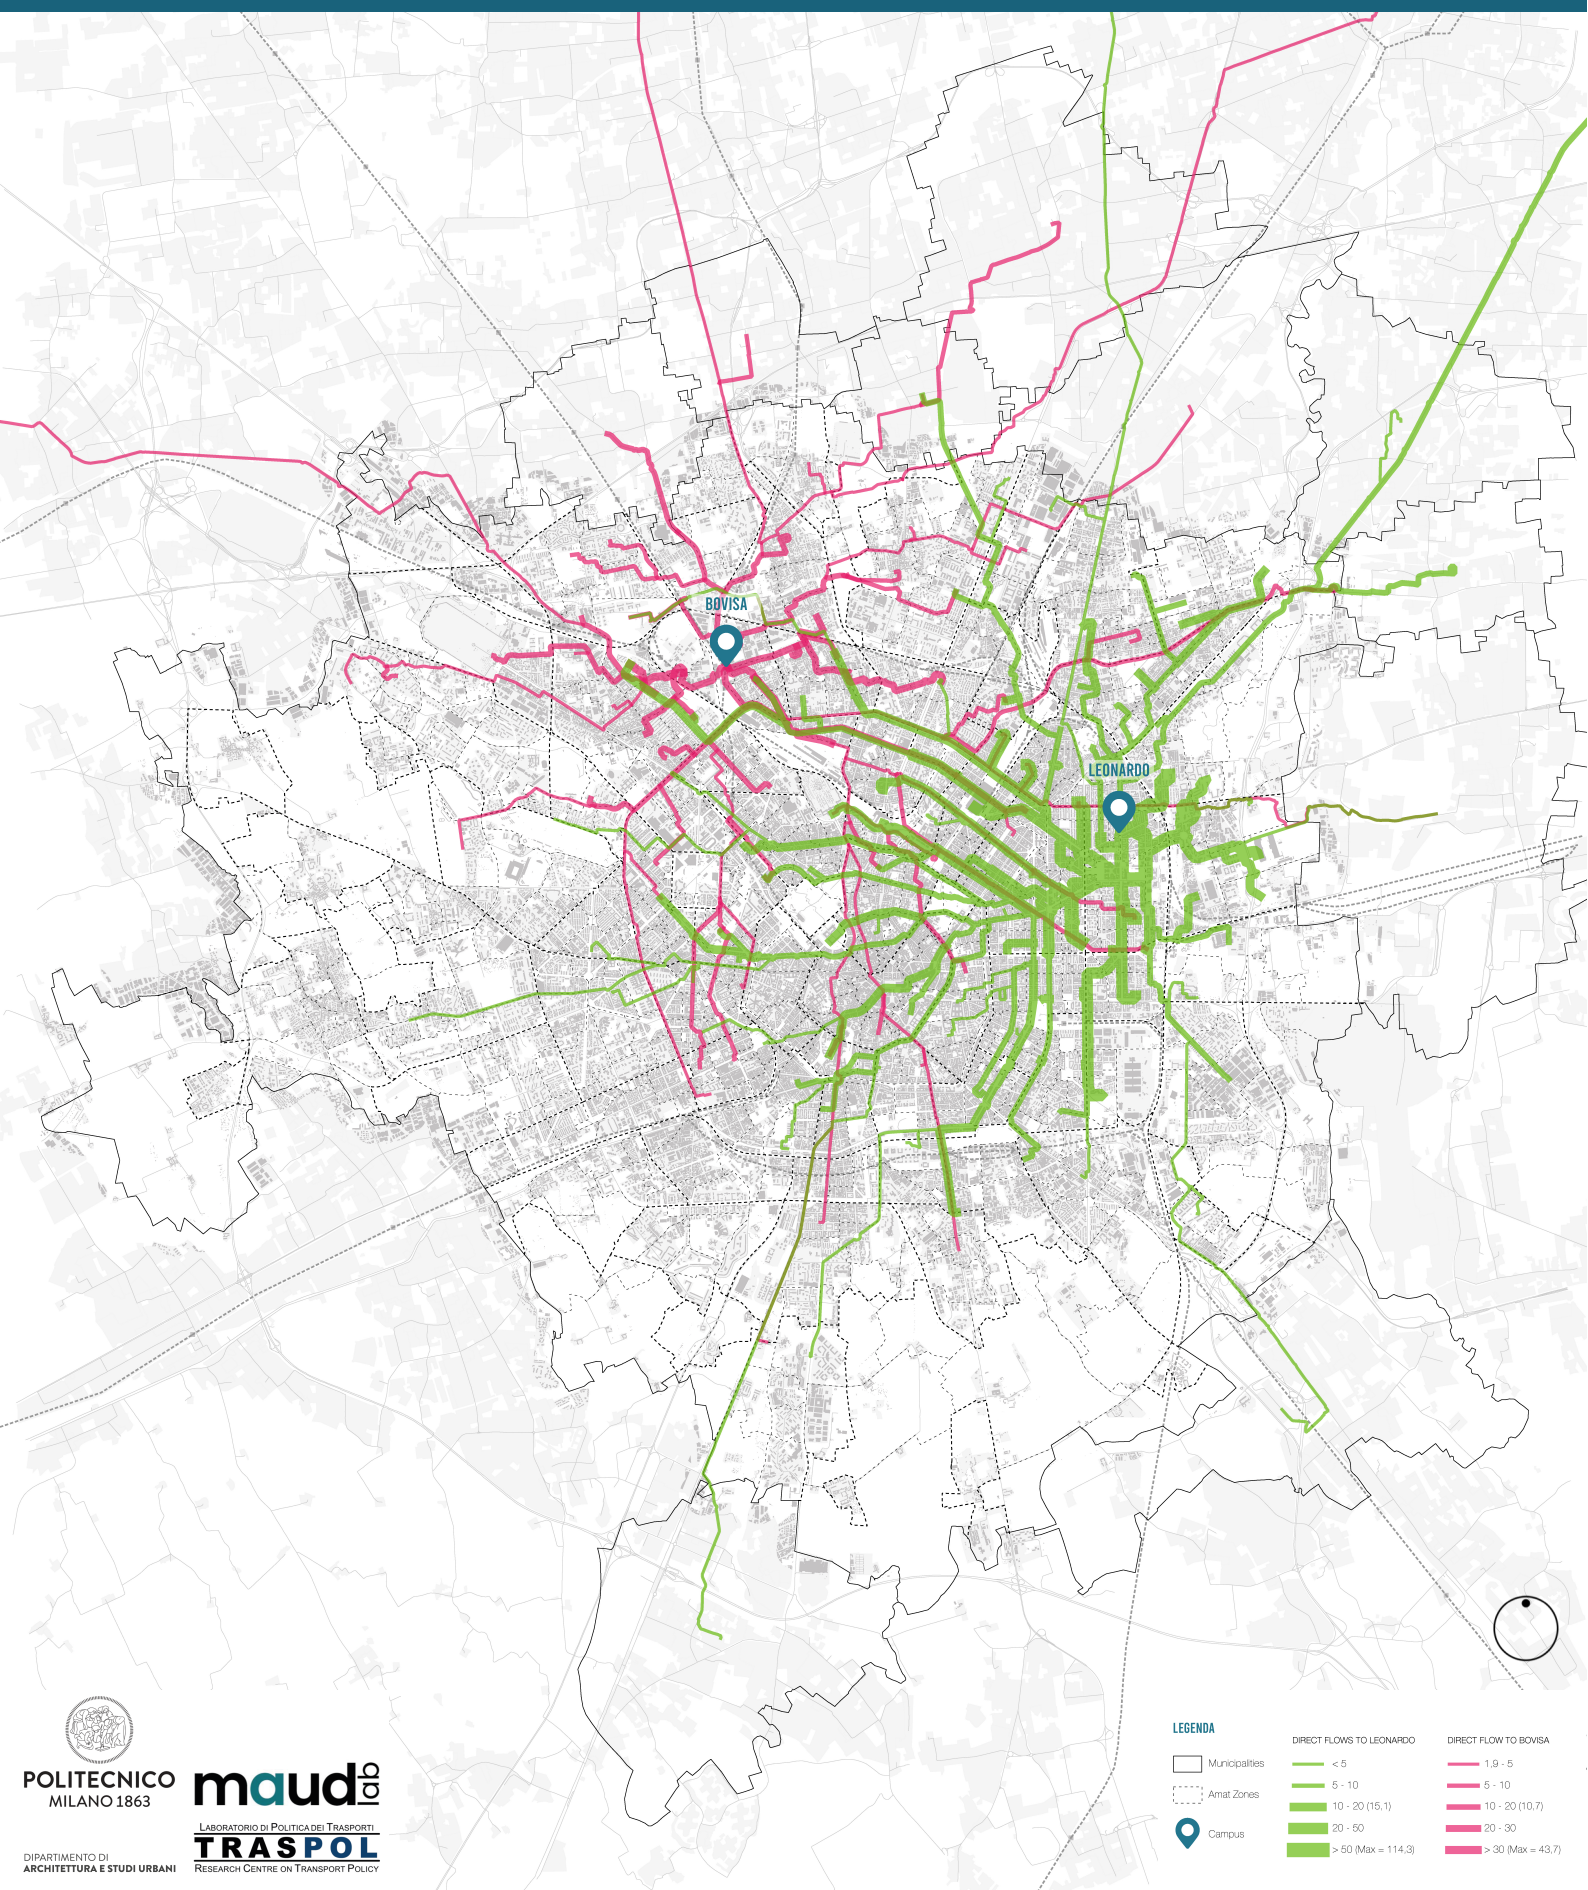 BOVISA
LEONARDO
POLITECNICO
MILANO 1863
DIPARTIMENTO DI
ARCHITETTURA E STUDI URBANI
maud lab
LABORATORIO DI POLITICA DEI TRASPORTI
TRASPOL
RESEARCH CENTRE ON TRANSPORT POLICY
LEGENDA
Municipalities
Amat Zones
Campus
DIRECT FLOWS TO LEONARDO
< 5
5 - 10
10 - 20 (15,1)
20 - 50
> 50 (Max = 114,3)
DIRECT FLOW TO BOVISA
1,9 - 5
5 - 10
10 - 20 (10,7)
20 - 30
> 30 (Max = 43,7)